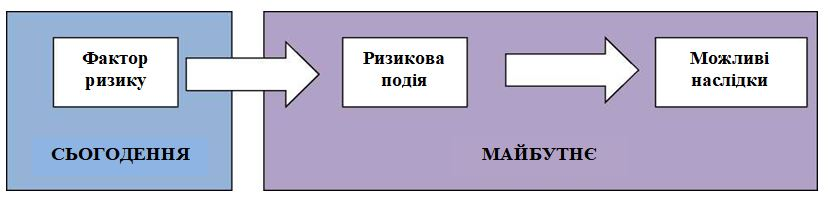 Фактор
ризику
Ризикова
подія
Можливі
наслідки
СЬОГОДЕННЯ
МАЙБУТНЄ